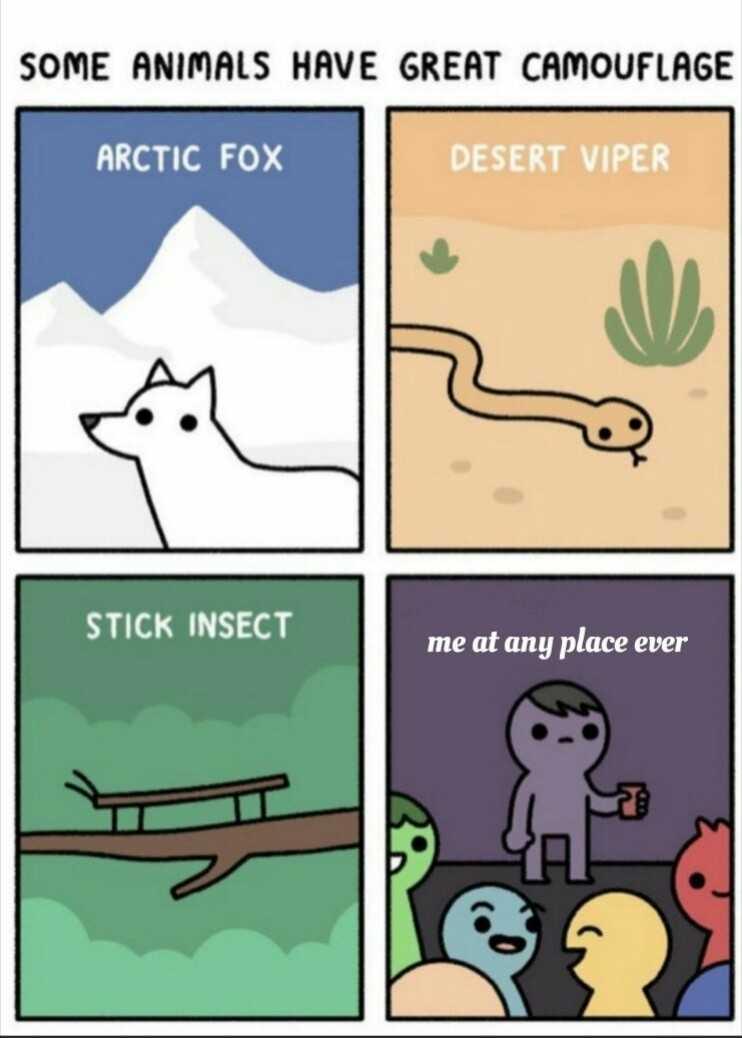 SOME ANIMALS HAVE GREAT CAMOUFLAGE
ARCTIC FOX
DESERT VIPER
STICK INSECT
me at any place ever